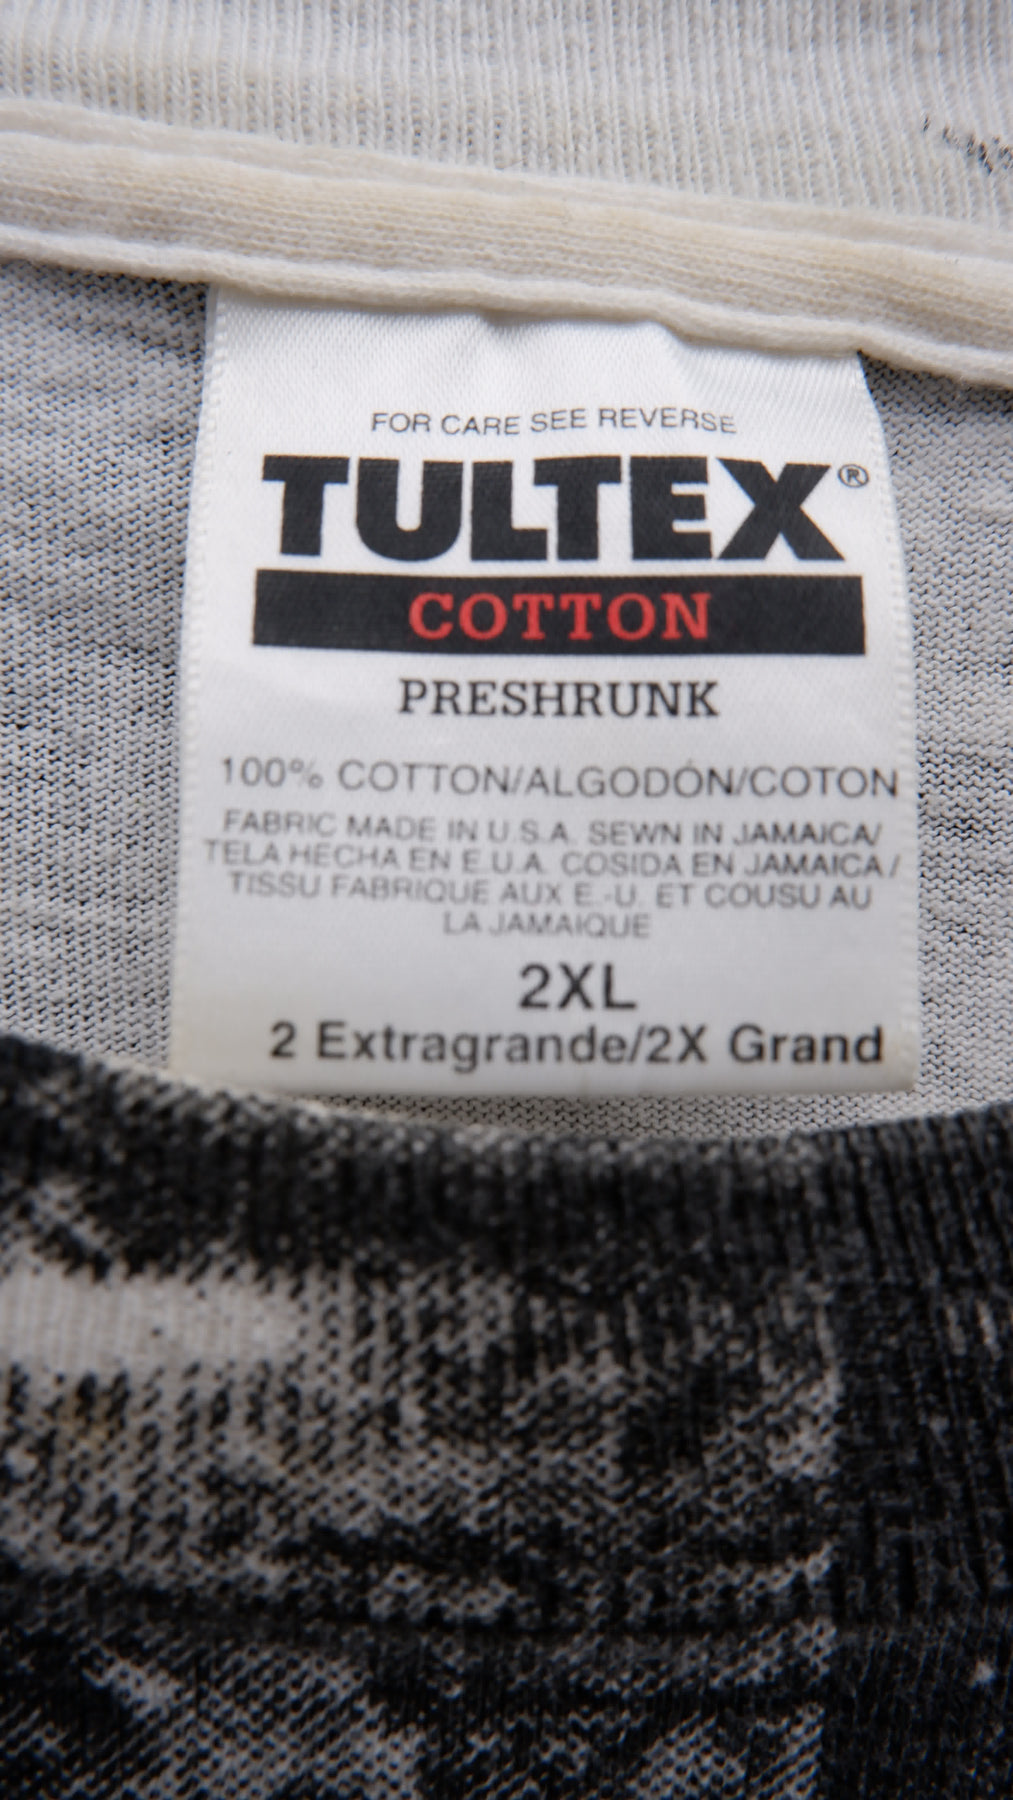 FOR CARE SEE REVERSE
TULTEX®
COTTON
PRESHRUNK
100% COTTON/ALGODÓN/COTON
FABRIC MADE IN U.S.A. SEWN IN JAMAICA/
TELA HECHA EN E.U.A. COSIDA EN JAMAICA/
TISSU FABRIQUE AUX E.-U. ET COUSU AU
LA JAMAIQUE
2XL
2 Extragrande/2X Grand